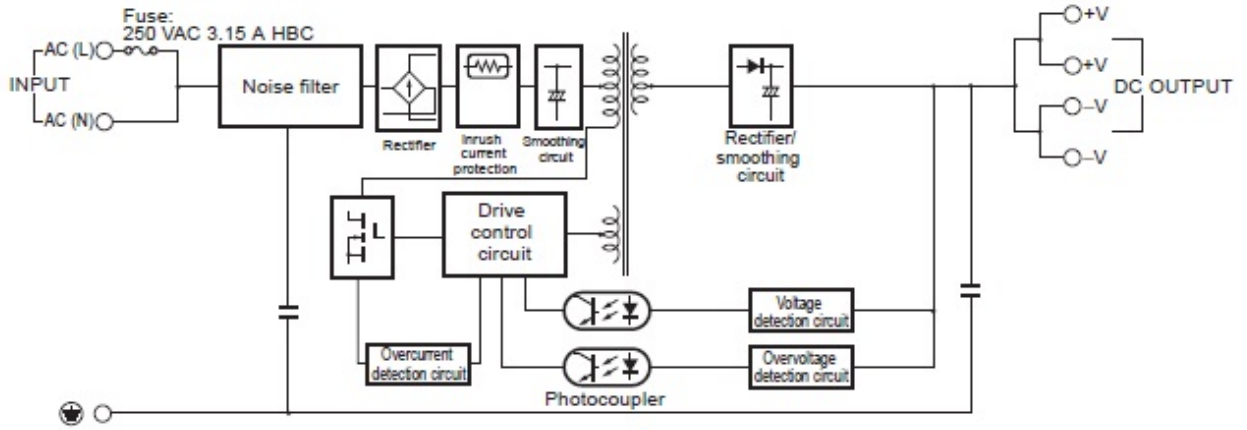 Fuse:
250 VAC 3.15 A HBC
AC (L)
INPUT
AC (N)
Noise filter
Rectifier
Inrush
current
protection
Smoothing
circuit
Rectifier/
smoothing
circuit
+V
+V
DC OUTPUT
–V
–V
Drive
control
circuit
L
Voltage
detection circuit
Overcurrent
detection circuit
Overvoltage
detection circuit
Photocoupler